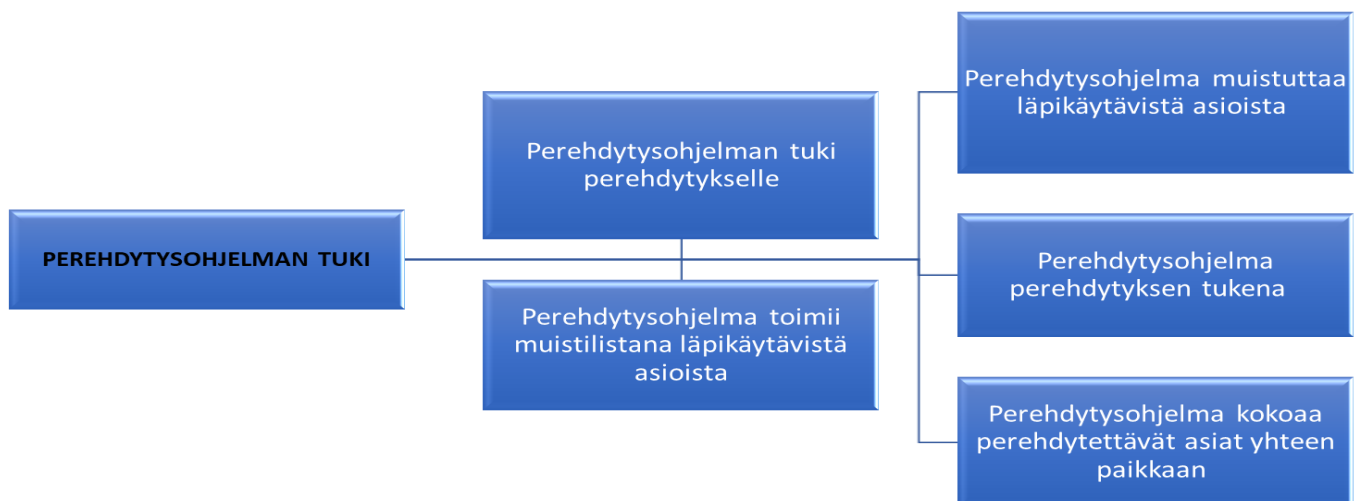 PEREHDYTYSOHJELMAN TUKI
Perehdytysohjelman tuki
perehdytykselle
Perehdytysohjelma toimii
muistilistana läpikäytävistä
asioista
Perehdytysohjelma muistuttaa
läpikäytävistä asioista
Perehdytysohjelma
perehdytyksen tukena
Perehdytysohjelma kokoaa
perehdytettävät asiat yhteen
paikkaan